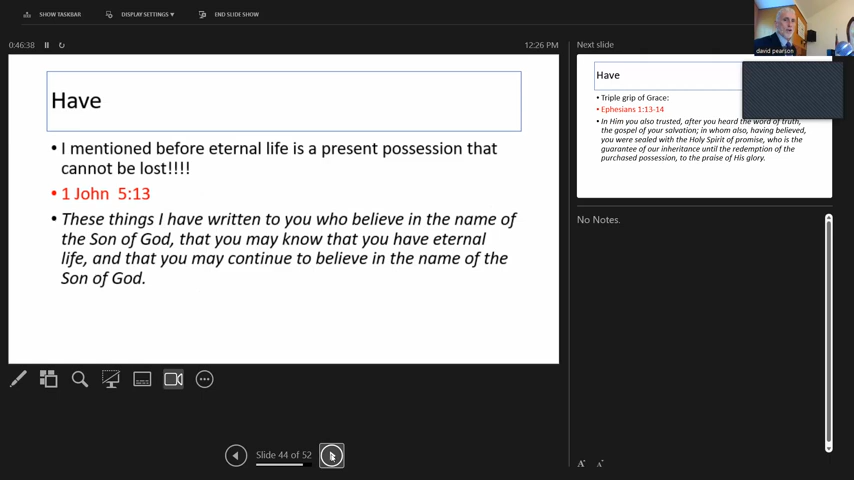 SHOW TASKBAR
DISPLAY SETTINGS ▼
END SLIDE SHOW
david pearson
0:46:38
12:26 PM
Have
• I mentioned before eternal life is a present possession that
cannot be lost!!!!
• 1 John 5:13
• These things I have written to you who believe in the name of
the Son of God, that you may know that you have eternal
life, and that you may continue to believe in the name of the
Son of God.
Slide 44 of 52
Next slide
Have
• Triple grip of Grace:
• Ephesians 1:13-14
• In Him you also trusted, after you heard the word of truth,
the gospel of your salvation; in whom also, having believed,
you were sealed with the Holy Spirit of promise, who is the
guarantee of our inheritance until the redemption of the
purchased possession, to the praise of His glory.
No Notes.
A A